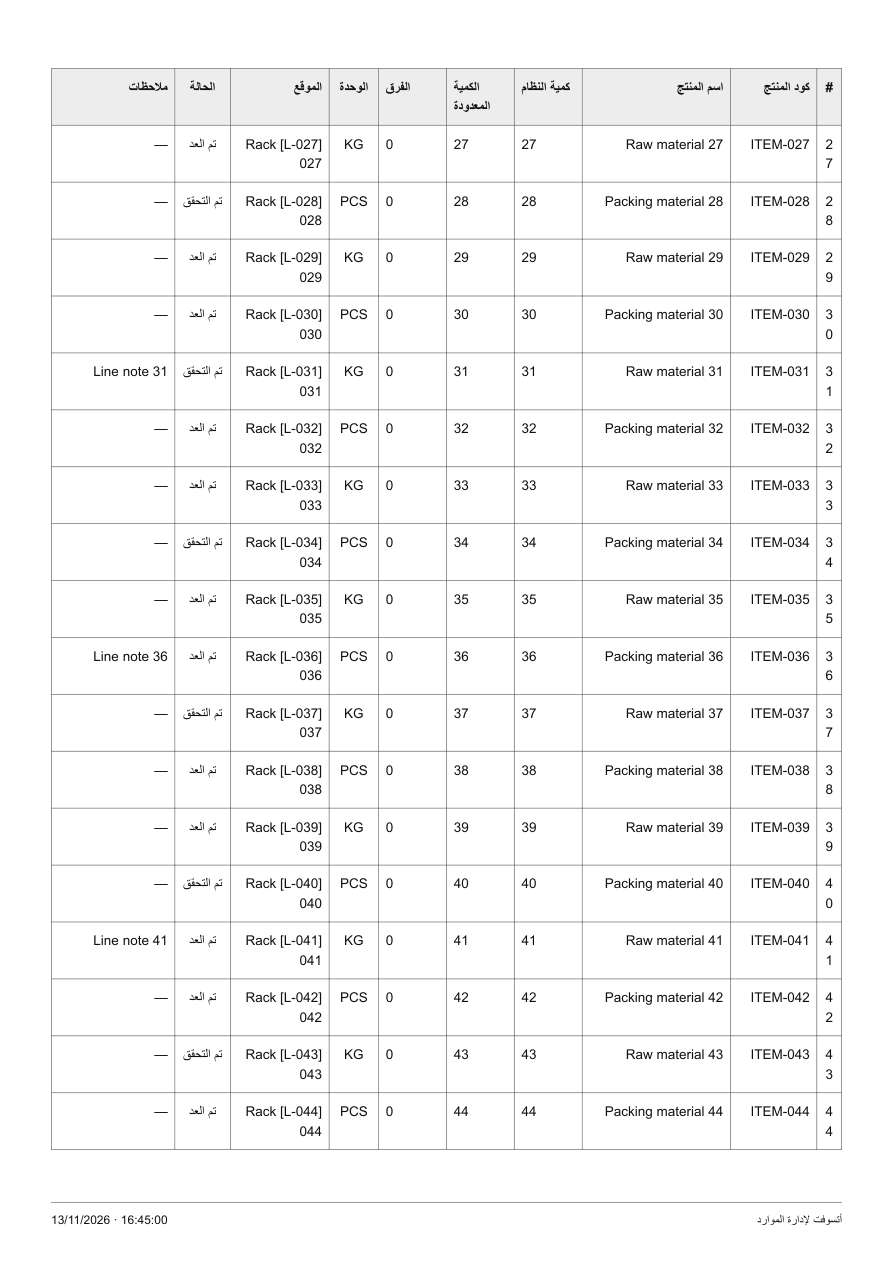 # كود المنتج اسم المنتج كمية النظام الكمية المعدودة الفرق الوحدة الموقع الحالة ملاحظات
27 ITEM-027 Raw material 27 27 27 0 KG Rack [L-027] 027 تم العد —
28 ITEM-028 Packing material 28 28 28 0 PCS Rack [L-028] 028 تم التحقق —
29 ITEM-029 Raw material 29 29 29 0 KG Rack [L-029] 029 تم العد —
30 ITEM-030 Packing material 30 30 30 0 PCS Rack [L-030] 030 تم العد —
31 ITEM-031 Raw material 31 31 31 0 KG Rack [L-031] 031 تم التحقق Line note 31
32 ITEM-032 Packing material 32 32 32 0 PCS Rack [L-032] 032 تم العد —
33 ITEM-033 Raw material 33 33 33 0 KG Rack [L-033] 033 تم العد —
34 ITEM-034 Packing material 34 34 34 0 PCS Rack [L-034] 034 تم التحقق —
35 ITEM-035 Raw material 35 35 35 0 KG Rack [L-035] 035 تم العد —
36 ITEM-036 Packing material 36 36 36 0 PCS Rack [L-036] 036 تم العد Line note 36
37 ITEM-037 Raw material 37 37 37 0 KG Rack [L-037] 037 تم التحقق —
38 ITEM-038 Packing material 38 38 38 0 PCS Rack [L-038] 038 تم العد —
39 ITEM-039 Raw material 39 39 39 0 KG Rack [L-039] 039 تم العد —
40 ITEM-040 Packing material 40 40 40 0 PCS Rack [L-040] 040 تم التحقق —
41 ITEM-041 Raw material 41 41 41 0 KG Rack [L-041] 041 تم العد Line note 41
42 ITEM-042 Packing material 42 42 42 0 PCS Rack [L-042] 042 تم العد —
43 ITEM-043 Raw material 43 43 43 0 KG Rack [L-043] 043 تم التحقق —
44 ITEM-044 Packing material 44 44 44 0 PCS Rack [L-044] 044 تم العد —
أتسوفت لإدارة الموارد
13/11/2026 · 16:45:00